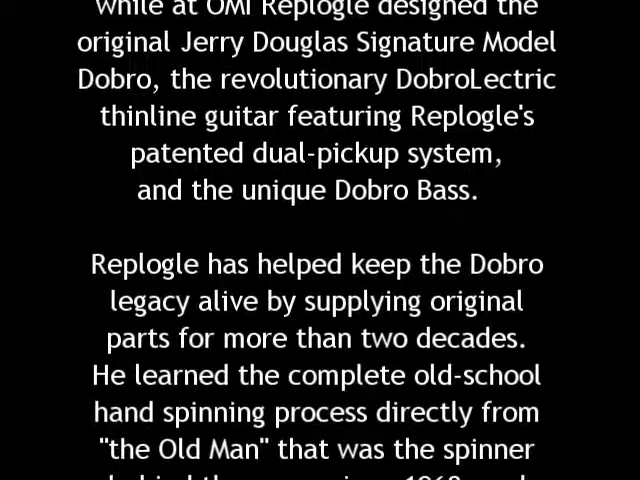 while at OMI Replogle designed the
original Jerry Douglas Signature Model
Dobro, the revolutionary DobroLectric
thinline guitar featuring Replogle's
patented dual-pickup system,
and the unique Dobro Bass.
Replogle has helped keep the Dobro
legacy alive by supplying original
parts for more than two decades.
He learned the complete old-school
hand spinning process directly from
"the Old Man" that was the spinner